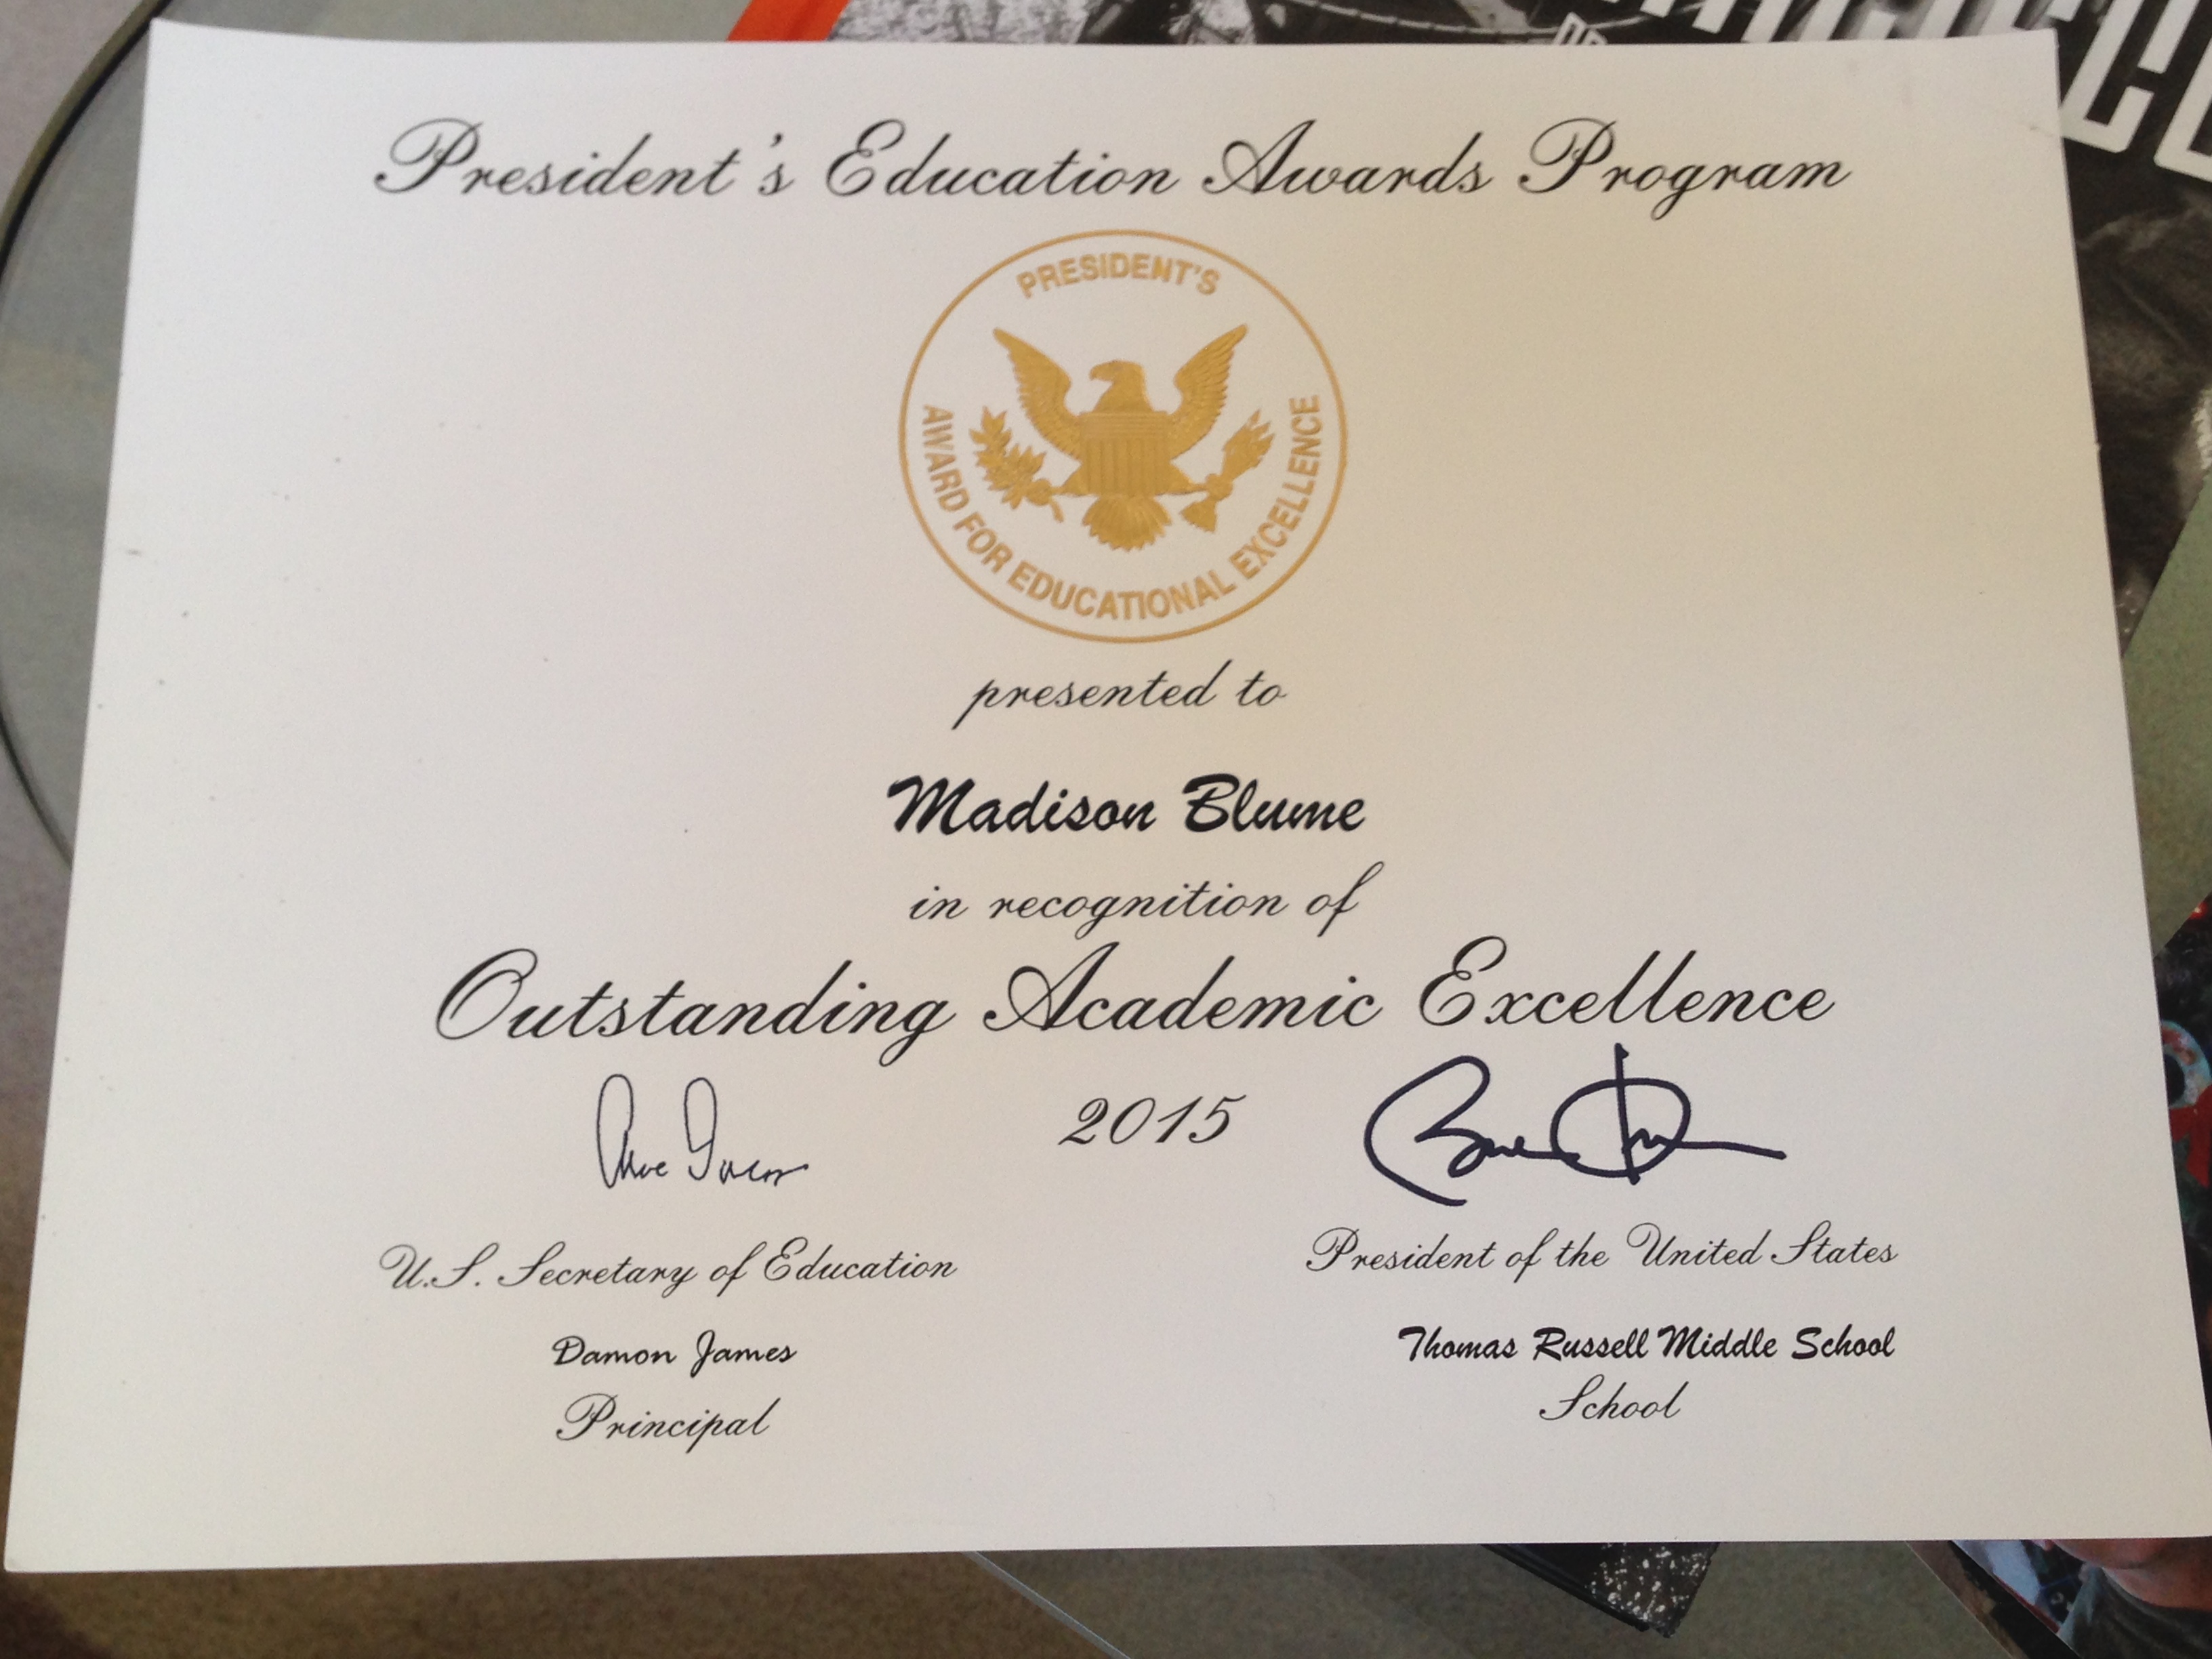 President's Education Awards Program
PRESIDENT'S
AWARD FOR EDUCATIONAL EXCELLENCE
presented to
Madison Blume
in recognition of
Outstanding Academic Excellence
2015
U.S. Secretary of Education
President of the United States
Damon James
Thomas Russell Middle School
Principal
School